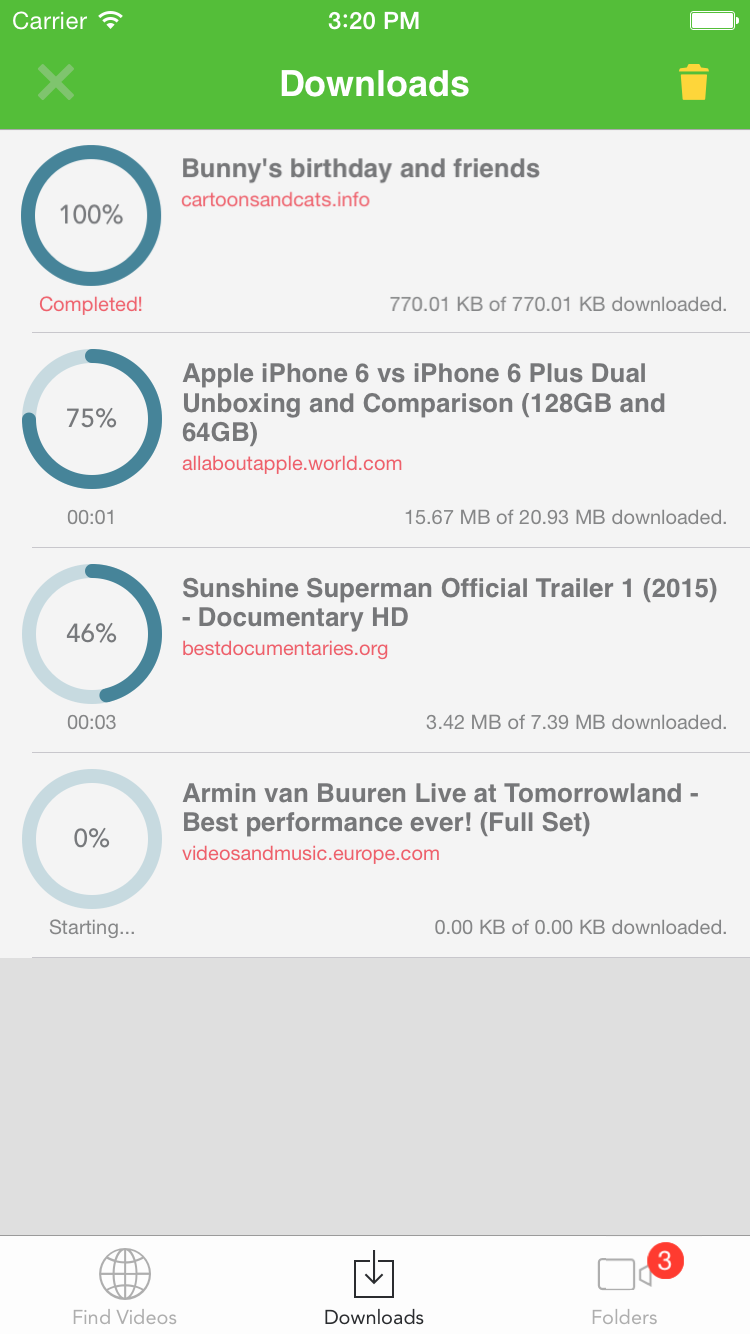 Carrier 3:20 PM
Downloads
100%
Bunny's birthday and friends
cartoonsandcats.info
Completed!
770.01 KB of 770.01 KB downloaded.
75%
Apple iPhone 6 vs iPhone 6 Plus Dual
Unboxing and Comparison (128GB and
64GB)
allaboutapple.world.com
00:01
15.67 MB of 20.93 MB downloaded.
46%
Sunshine Superman Official Trailer 1 (2015)
- Documentary HD
bestdocumentaries.org
00:03
3.42 MB of 7.39 MB downloaded.
0%
Armin van Buuren Live at Tomorrowland -
Best performance ever! (Full Set)
videosandmusic.europe.com
Starting...
0.00 KB of 0.00 KB downloaded.
3
Find Videos
Downloads
Folders